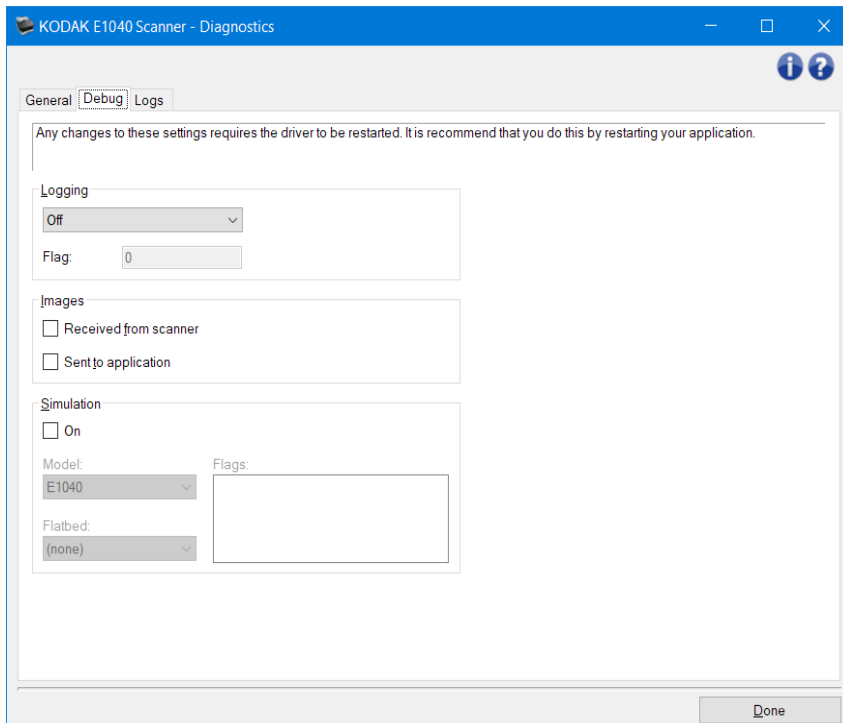 KODAK E1040 Scanner - Diagnostics
General Debug Logs
Any changes to these settings requires the driver to be restarted. It is recommend that you do this by restarting your application.
Logging
Off
Flag: 0
Images
Received from scanner
Sent to application
Simulation
On
Model: Flags:
E1040
Flatbed:
(none)
Done